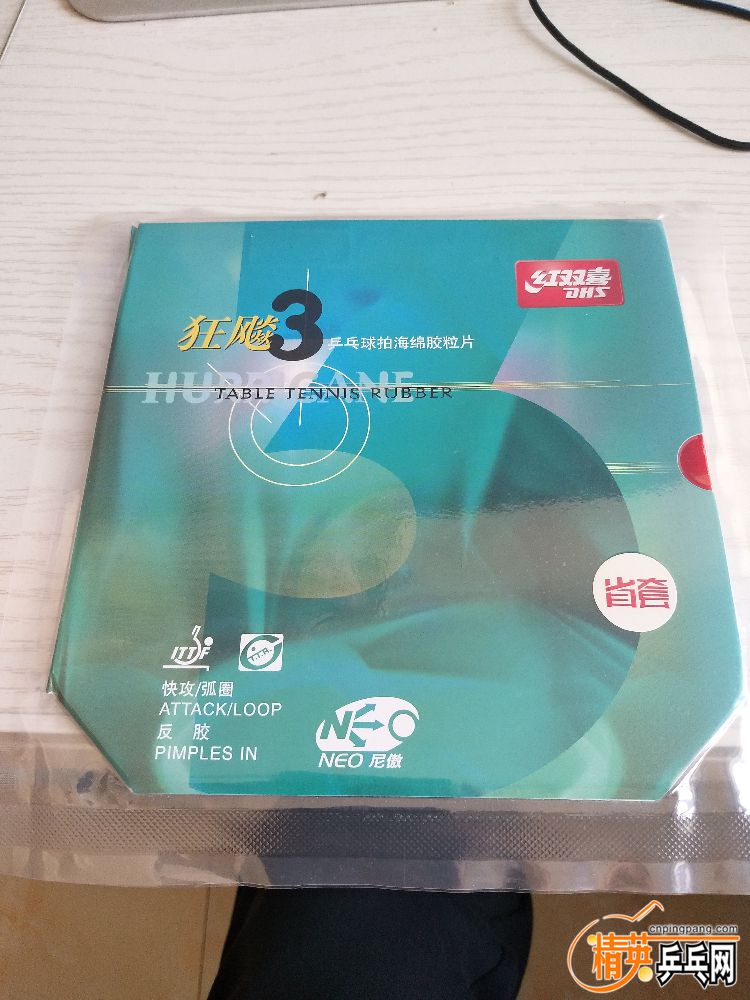 红双喜
DHS
狂飚3乒乓球拍海绵胶粒片
HURRICANE
TABLE TENNIS RUBBER
省套
ITTF
C.T.T.A.
快攻/弧圈
ATTACK/LOOP
反 胶
PIMPLES IN
NEO
NEO 尼傲
cnpingpang.com
精英乒乓网